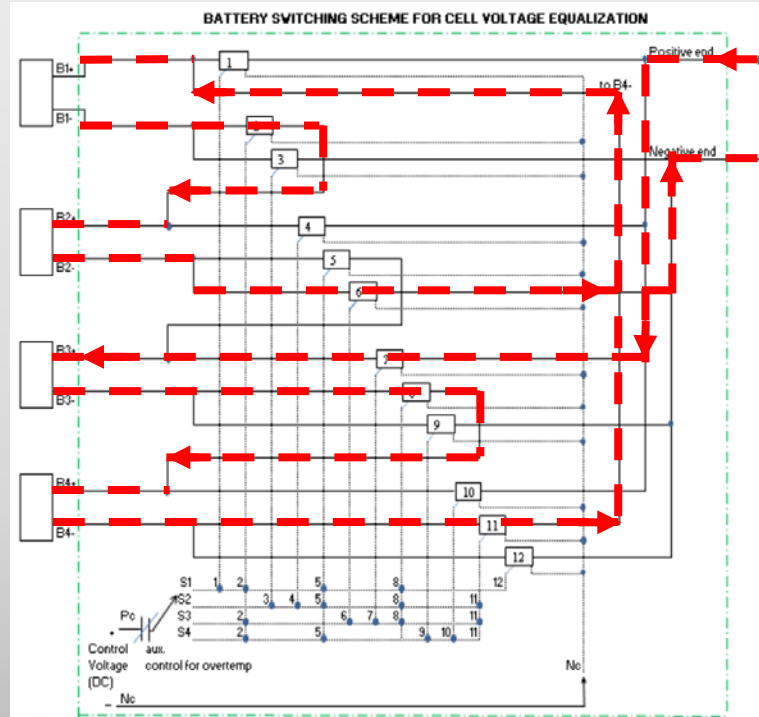 BATTERY SWITCHING SCHEME FOR CELL VOLTAGE EQUALIZATION
B1+
1
Positive end
to B4-
B1-
2
3
Negative end
B2+
4
B2-
5
6
B3+
7
B3-
8
9
B4+
10
B4-
11
12
S1 1 2 5 8 12
S2 3 4 5 8 11
S3 2 6 7 8 11
S4 2 5 9 10 11
Pc
+
Control aux.
Voltage control for overtemp
(DC)
Nc
– Nc